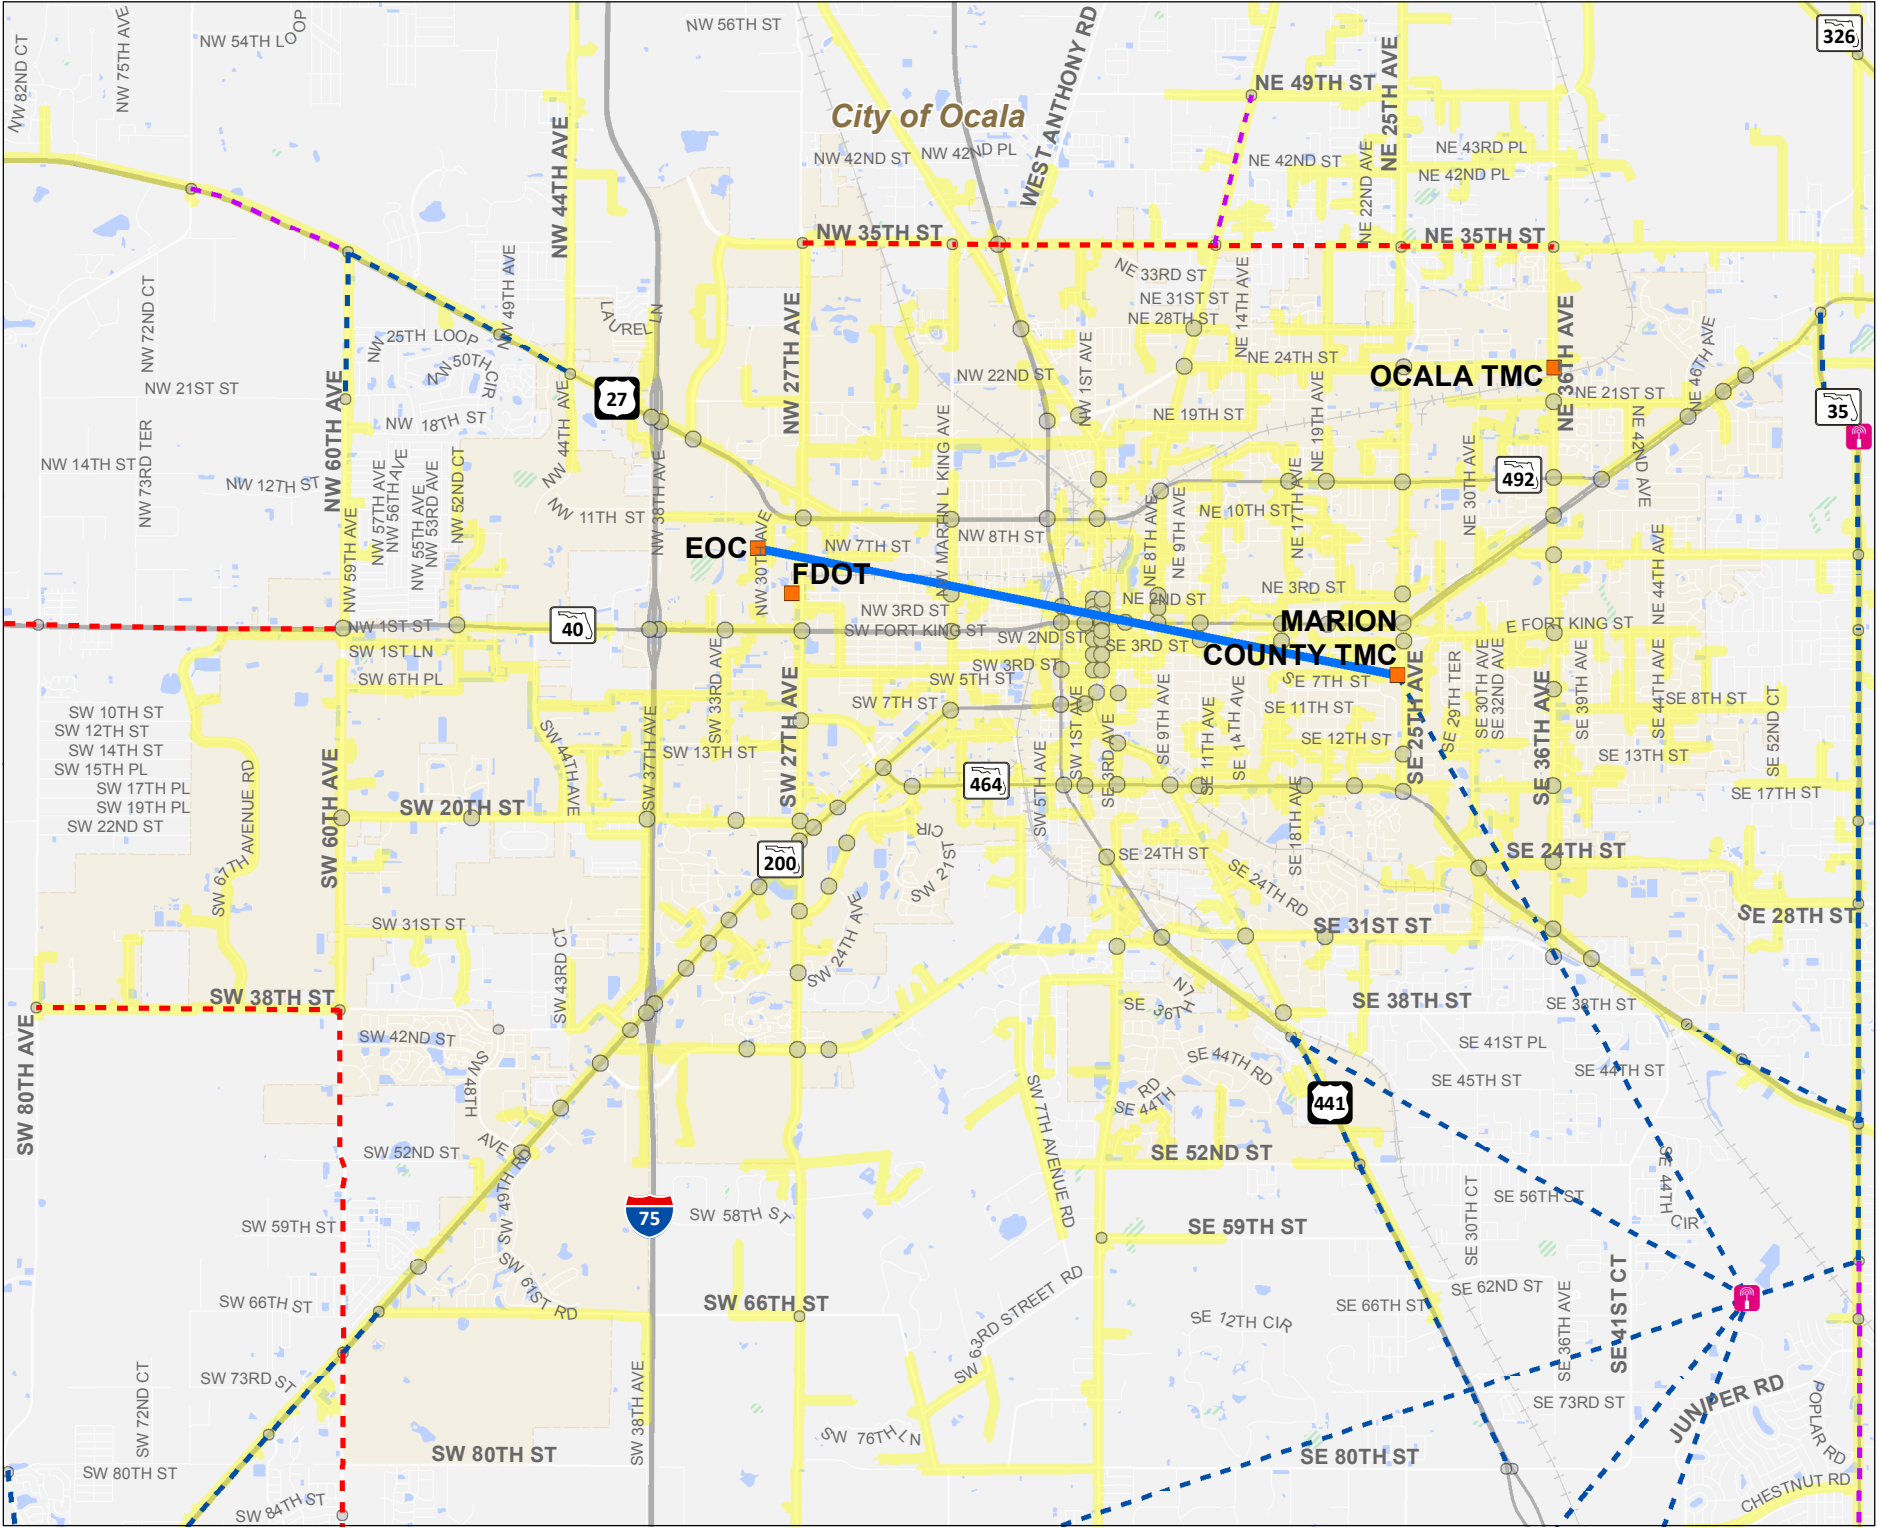 NW 56TH ST
326
NW 54TH LOOP
NW 82ND CT
NW 75TH AVE
WEST ANTHONY RD
NE 25TH AVE
NE 49TH ST
City of Ocala
NW 44TH AVE
NW 42ND ST
NW 42ND PL
NE 42ND ST
NE 22ND AVE
NE 43RD PL
NE 42ND PL
NW 35TH ST
NE 35TH ST
NW 49TH AVE
NE 33RD ST
NE 14TH AVE
NW 72ND CT
LAUREL LN
NW 27TH AVE
NE 31ST ST
NE 28TH ST
NE 36TH AVE
NE 46TH AVE
NW 25TH LOOP
NW 50TH CIR
NW 1ST AVE
NE 24TH ST
NW 22ND ST
OCALA TMC
NE 21ST ST
NW 21ST ST
NW 60TH AVE
27
35
NW 18TH ST
NW 44TH AVE
NW MARTIN L KING AVE
NE 19TH ST
NE 19TH AVE
NE 42ND AVE
NW 73RD TER
NW 14TH ST
NW 12TH ST
NW 57TH AVE
NW 56TH AVE
NW 55TH AVE
NW 53RD AVE
NW 52ND CT
NW 38TH AVE
NE 17TH AVE
NE 30TH AVE
492
NW 59TH AVE
NW 11TH ST
NW 30TH AVE
NE 8TH AVE
NE 9TH AVE
NE 10TH ST
NW 8TH ST
NW 7TH ST
EOC
FDOT
NE 3RD ST
NE 2ND ST
NE 44TH AVE
NW 3RD ST
NW 1ST ST
40
SW FORT KING ST
SW 2ND ST
MARION
COUNTY TMC
E FORT KING ST
SW 1ST LN
SE 3RD ST
SW 3RD ST
SW 5TH ST
SW 6TH PL
SW 33RD AVE
SW 27TH AVE
SE 7TH ST
SE 25TH AVE
SE 29TH TER
SE 30TH AVE
SE 32ND AVE
SE 36TH AVE
SE 39TH AVE
SE 44TH AVE
SE 8TH ST
SE 52ND CT
SW 7TH ST
SE 11TH ST
SE 12TH ST
SE 13TH ST
SW 10TH ST
SW 12TH ST
SW 14TH ST
SW 15TH PL
SW 17TH PL
SW 19TH PL
SW 22ND ST
SW 67TH AVENUE RD
SW 60TH AVE
SW 44TH AVE
SW 37TH AVE
SW 13TH ST
SW 5TH AVE
SW 1ST AVE
SE 3RD AVE
SE 9TH AVE
SE 11TH AVE
SE 14TH AVE
SE 18TH AVE
464
SE 17TH ST
SW 20TH ST
200
SW 21ST CIR
SE 24TH ST
SE 24TH ST
SE 24TH RD
SW 31ST ST
SW 43RD CT
SW 24TH AVE
SE 31ST ST
SE 28TH ST
SW 38TH ST
SW 80TH AVE
SW 42ND ST
SE 38TH ST
SE 38TH ST
SW 48TH AVE
SE 44TH RD
SE 44TH RD
SE 41ST PL
SE 45TH ST
SE 44TH ST
441
SW 7TH AVENUE RD
SW 52ND ST
SW 49TH RD
SE 52ND ST
SE 44TH CIR
SW 59TH ST
75
SW 58TH ST
SE 59TH ST
SE 56TH ST
SE 30TH CT
SW 61ST RD
SW 66TH ST
SW 66TH ST
SW 63RD STREET RD
SE 12TH CIR
SE 66TH ST
SE 62ND ST
SE 36TH AVE
SE 41ST CT
SW 73RD ST
SW 72ND CT
SW 38TH AVE
SE 73RD ST
JUNIPER RD
POPLAR RD
SW 76TH LN
SW 80TH ST
SW 80TH ST
SE 80TH ST
CHESTNUT RD
SW 84TH ST